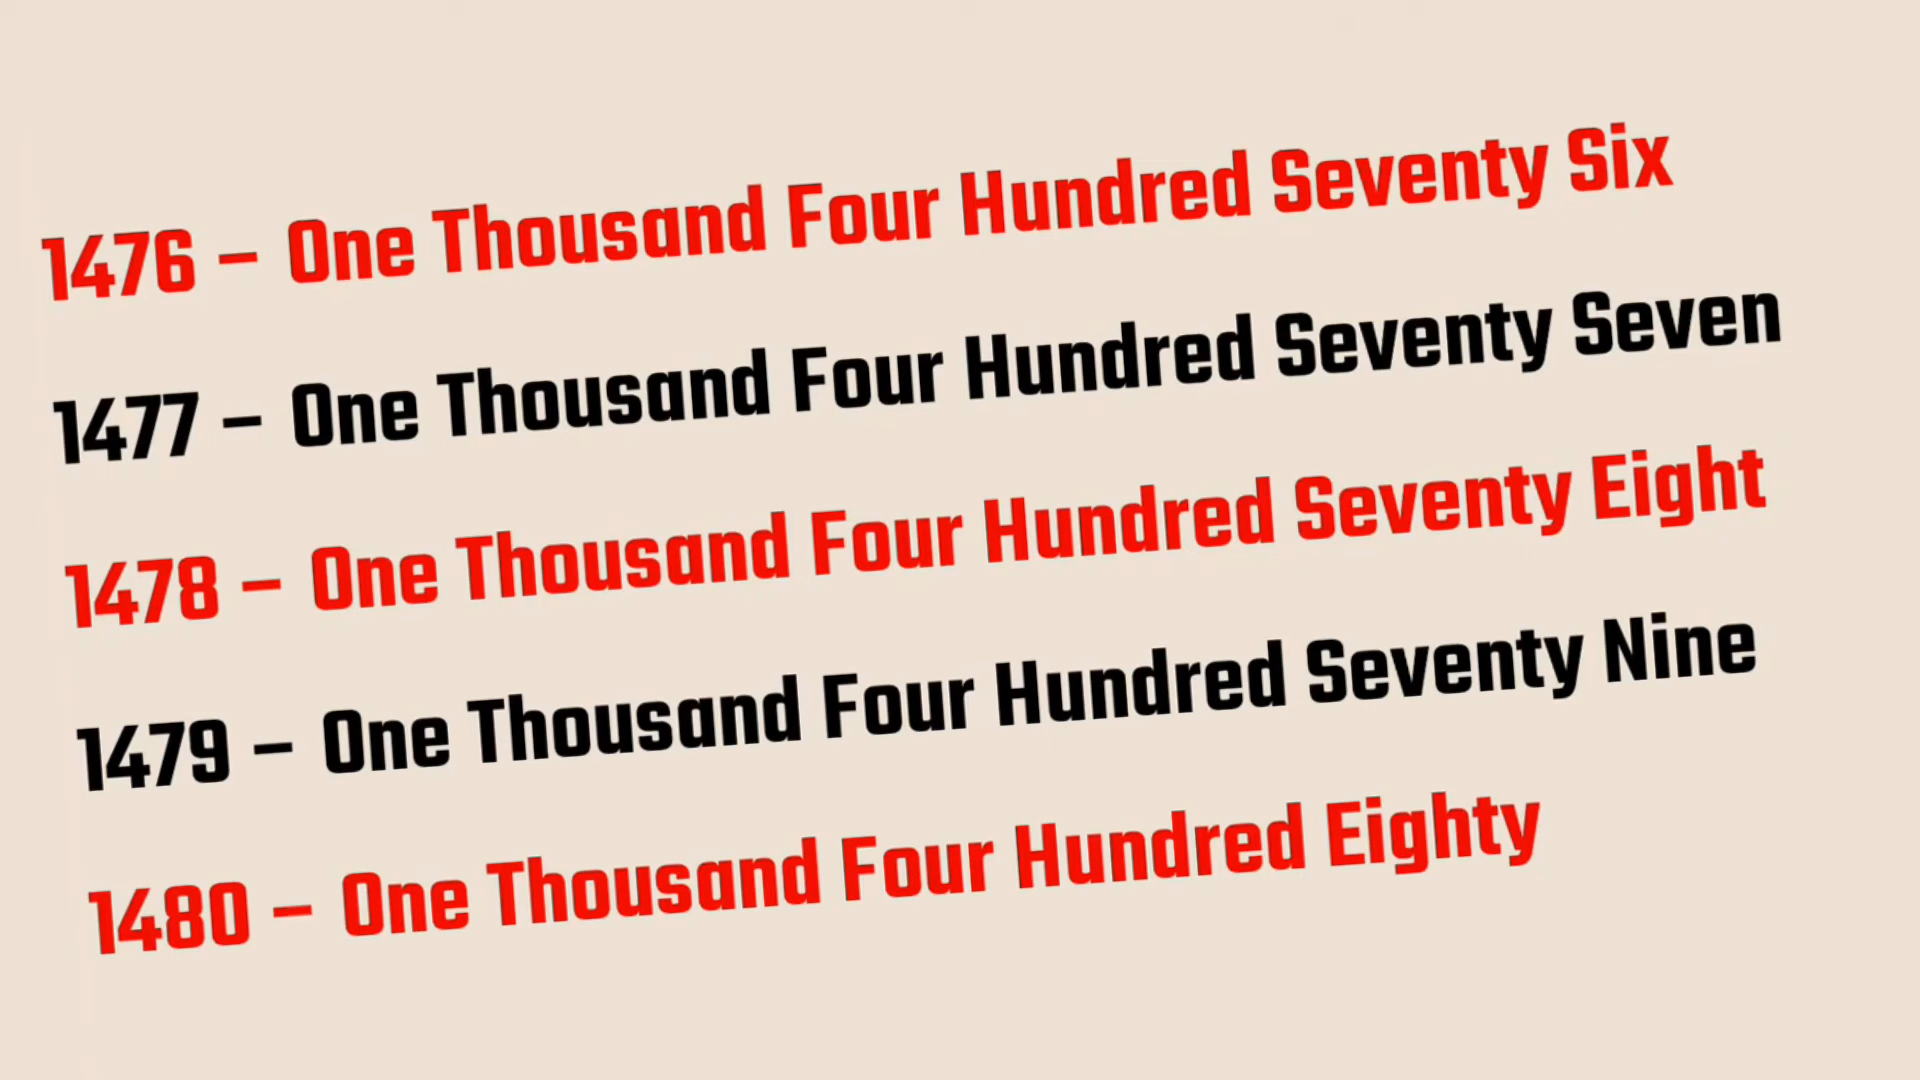 1476 – One Thousand Four Hundred Seventy Six
1477 – One Thousand Four Hundred Seventy Seven
1478 – One Thousand Four Hundred Seventy Eight
1479 – One Thousand Four Hundred Seventy Nine
1480 – One Thousand Four Hundred Eighty